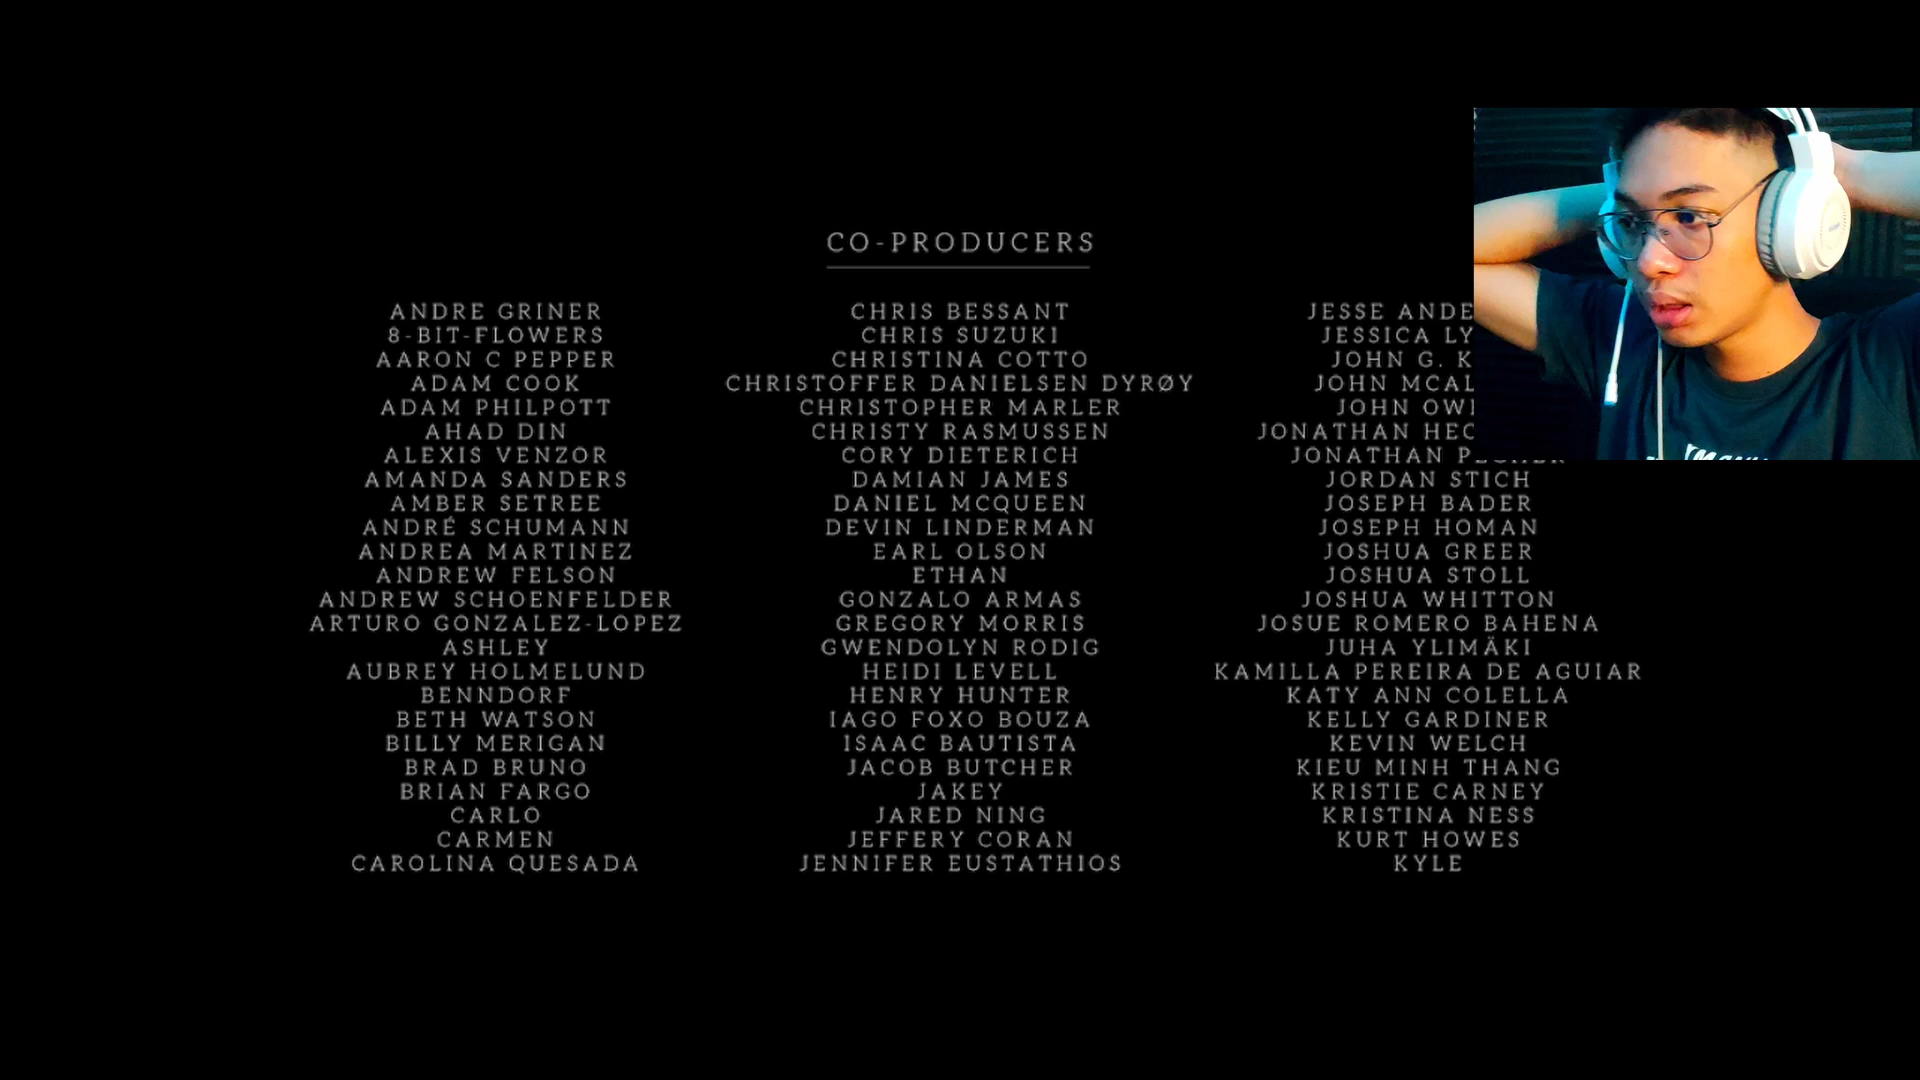 CO-PRODUCERS
ANDRE GRINER
8-BIT-FLOWERS
AARON C PEPPER
ADAM COOK
ADAM PHILPOTT
AHAD DIN
ALEXIS VENZOR
AMANDA SANDERS
AMBER SETREE
ANDRÉ SCHUMANN
ANDREA MARTINEZ
ANDREW FELSON
ANDREW SCHOENFELDER
ARTURO GONZALEZ-LOPEZ
ASHLEY
AUBREY HOLMELUND
BENNDORF
BETH WATSON
BILLY MERIGAN
BRAD BRUNO
BRIAN FARGO
CARLO
CARMEN
CAROLINA QUESADA
CHRIS BESSANT
CHRIS SUZUKI
CHRISTINA COTTO
CHRISTOFFER DANIELSEN DYRØY
CHRISTOPHER MARLER
CHRISTY RASMUSSEN
CORY DIETERICH
DAMIAN JAMES
DANIEL MCQUEEN
DEVIN LINDERMAN
EARL OLSON
ETHAN
GONZALO ARMAS
GREGORY MORRIS
GWENDOLYN RODIG
HEIDI LEVELL
HENRY HUNTER
IAGO FOXO BOUZA
ISAAC BAUTISTA
JACOB BUTCHER
JAKEY
JARED NING
JEFFERY CORAN
JENNIFER EUSTATHIOS
JESSE
JESSICA
JOHN G.
JOHN
JOHN
JONATHAN
JONATHAN
JORDAN STICH
JOSEPH BADER
JOSEPH HOMAN
JOSHUA GREER
JOSHUA STOLL
JOSHUA WHITTON
JOSUE ROMERO BAHENA
JUHA YLIMÄKI
KAMILLA PEREIRA DE AGUIAR
KATY ANN COLELLA
KELLY GARDINER
KEVIN WELCH
KIEU MINH THANG
KRISTIE CARNEY
KRISTINA NESS
KURT HOWES
KYLE